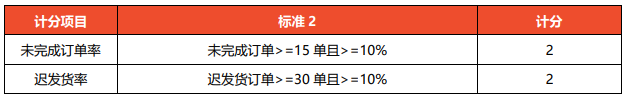 计分项目 标准 2 计分
未完成订单率 未完成订单>=15 单且>=10% 2
迟发货率 迟发货订单>=30 单且>=10% 2